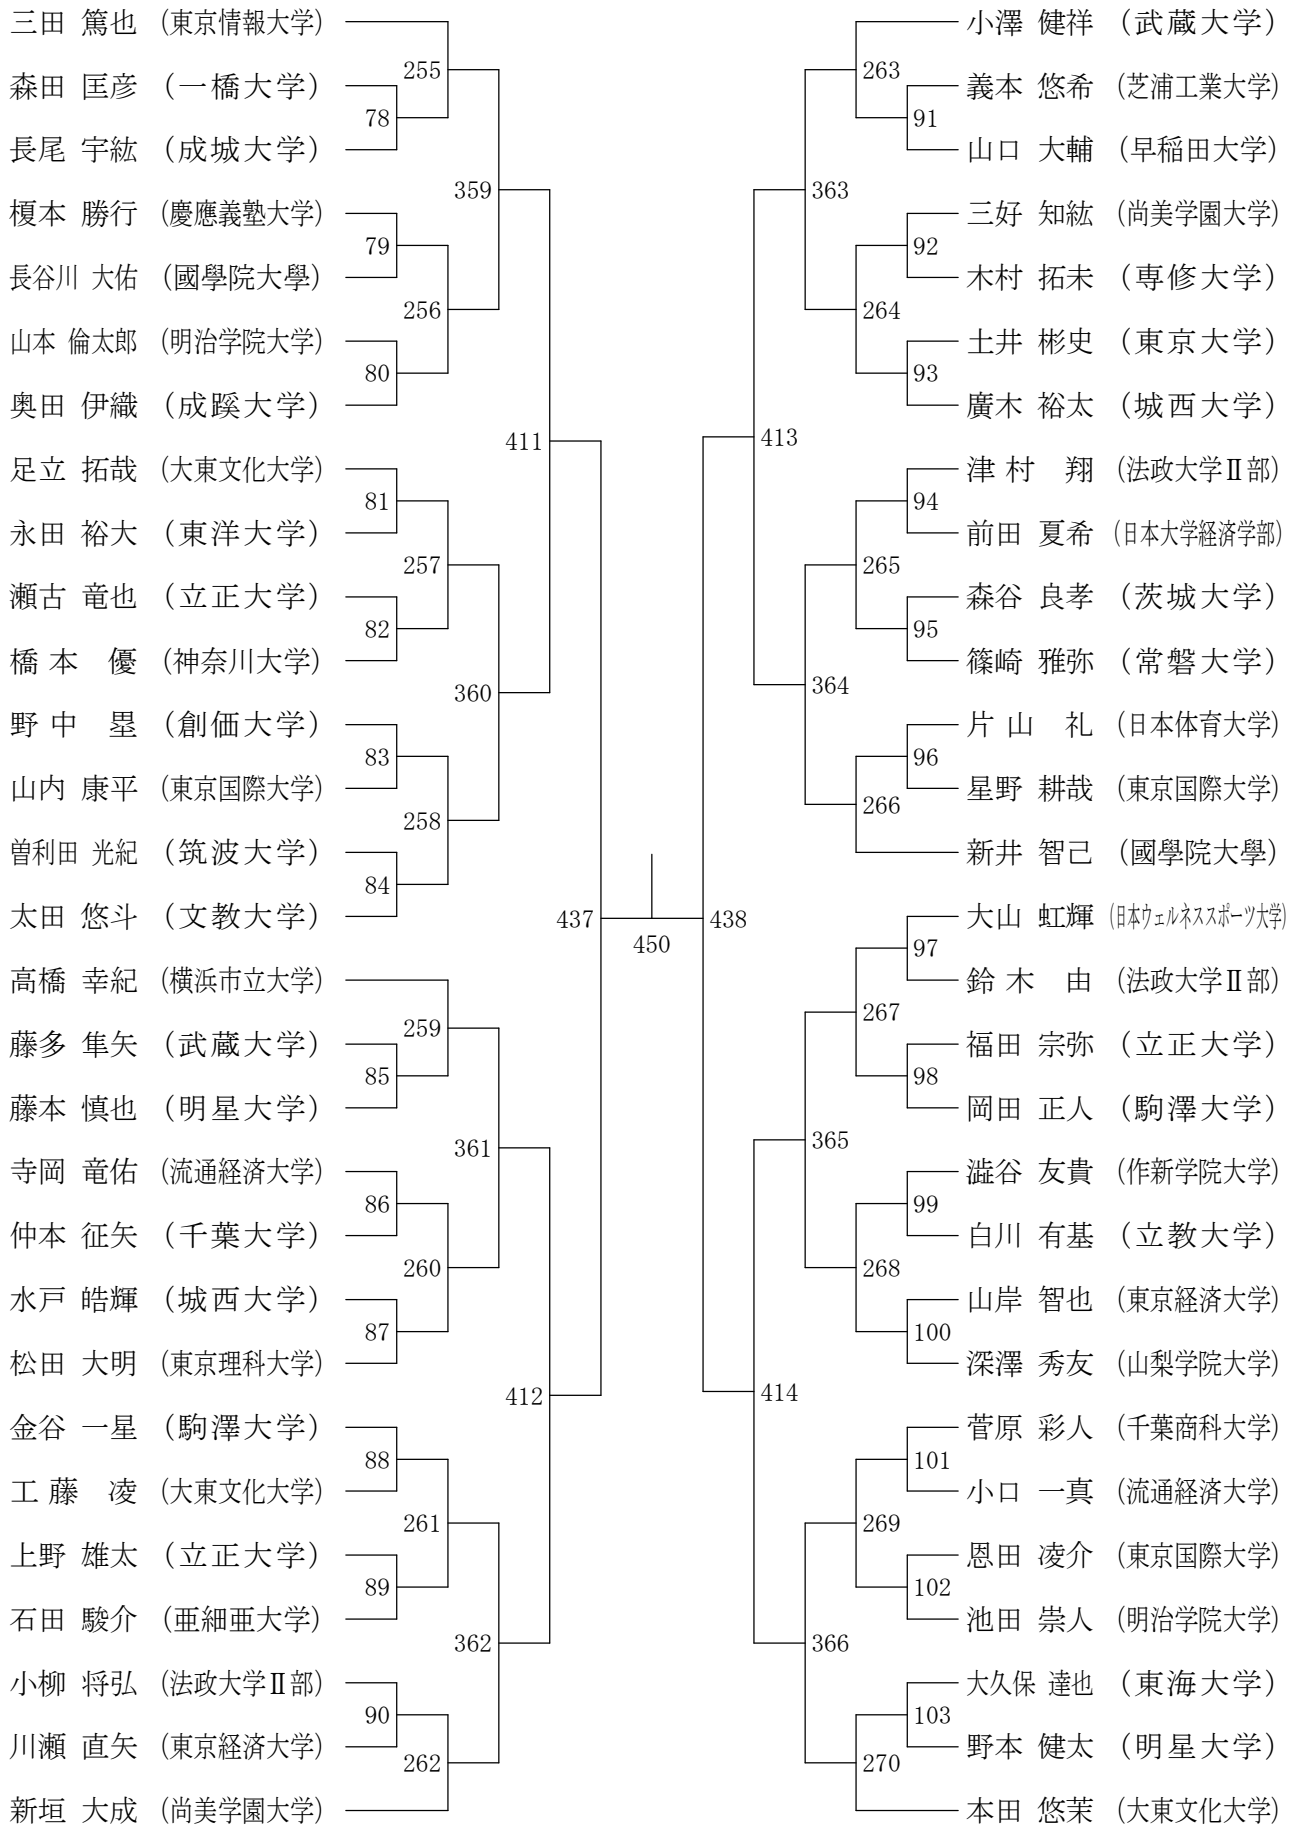 三田 篤也 (東京情報大学)
255
森田 匡彦 (一橋大学)
78
長尾 宇紘 (成城大学)
359
榎本 勝行 (慶應義塾大学)
79
長谷川 大佑 (國學院大學)
256
山本 倫太郎 (明治学院大学)
80
奥田 伊織 (成蹊大学)
411
足立 拓哉 (大東文化大学)
81
永田 裕大 (東洋大学)
257
瀬古 竜也 (立正大学)
82
橋本 優 (神奈川大学)
360
野中 塁 (創価大学)
83
山内 康平 (東京国際大学)
258
曽利田 光紀 (筑波大学)
84
太田 悠斗 (文教大学)
437
高橋 幸紀 (横浜市立大学)
259
藤多 隼矢 (武蔵大学)
85
藤本 慎也 (明星大学)
361
寺岡 竜佑 (流通経済大学)
86
仲本 征矢 (千葉大学)
260
水戸 皓輝 (城西大学)
87
松田 大明 (東京理科大学)
412
金谷 一星 (駒澤大学)
88
工藤 凌 (大東文化大学)
261
上野 雄太 (立正大学)
89
石田 駿介 (亜細亜大学)
362
小柳 将弘 (法政大学Ⅱ部)
90
川瀬 直矢 (東京経済大学)
262
新垣 大成 (尚美学園大学)
450
小澤 健祥 (武蔵大学)
263
義本 悠希 (芝浦工業大学)
91
山口 大輔 (早稲田大学)
363
三好 知紘 (尚美学園大学)
92
木村 拓未 (専修大学)
264
土井 彬史 (東京大学)
93
廣木 裕太 (城西大学)
413
津村 翔 (法政大学Ⅱ部)
94
前田 夏希 (日本大学経済学部)
265
森谷 良孝 (茨城大学)
95
篠崎 雅弥 (常磐大学)
364
片山 礼 (日本体育大学)
96
星野 耕哉 (東京国際大学)
266
新井 智己 (國學院大學)
438
大山 虹輝 (日本ウェルネススポーツ大学)
97
鈴木 由 (法政大学Ⅱ部)
267
福田 宗弥 (立正大学)
98
岡田 正人 (駒澤大学)
365
澁谷 友貴 (作新学院大学)
99
白川 有基 (立教大学)
268
山岸 智也 (東京経済大学)
100
深澤 秀友 (山梨学院大学)
414
菅原 彩人 (千葉商科大学)
101
小口 一真 (流通経済大学)
269
恩田 凌介 (東京国際大学)
102
池田 崇人 (明治学院大学)
366
大久保 達也 (東海大学)
103
野本 健太 (明星大学)
270
本田 悠茉 (大東文化大学)